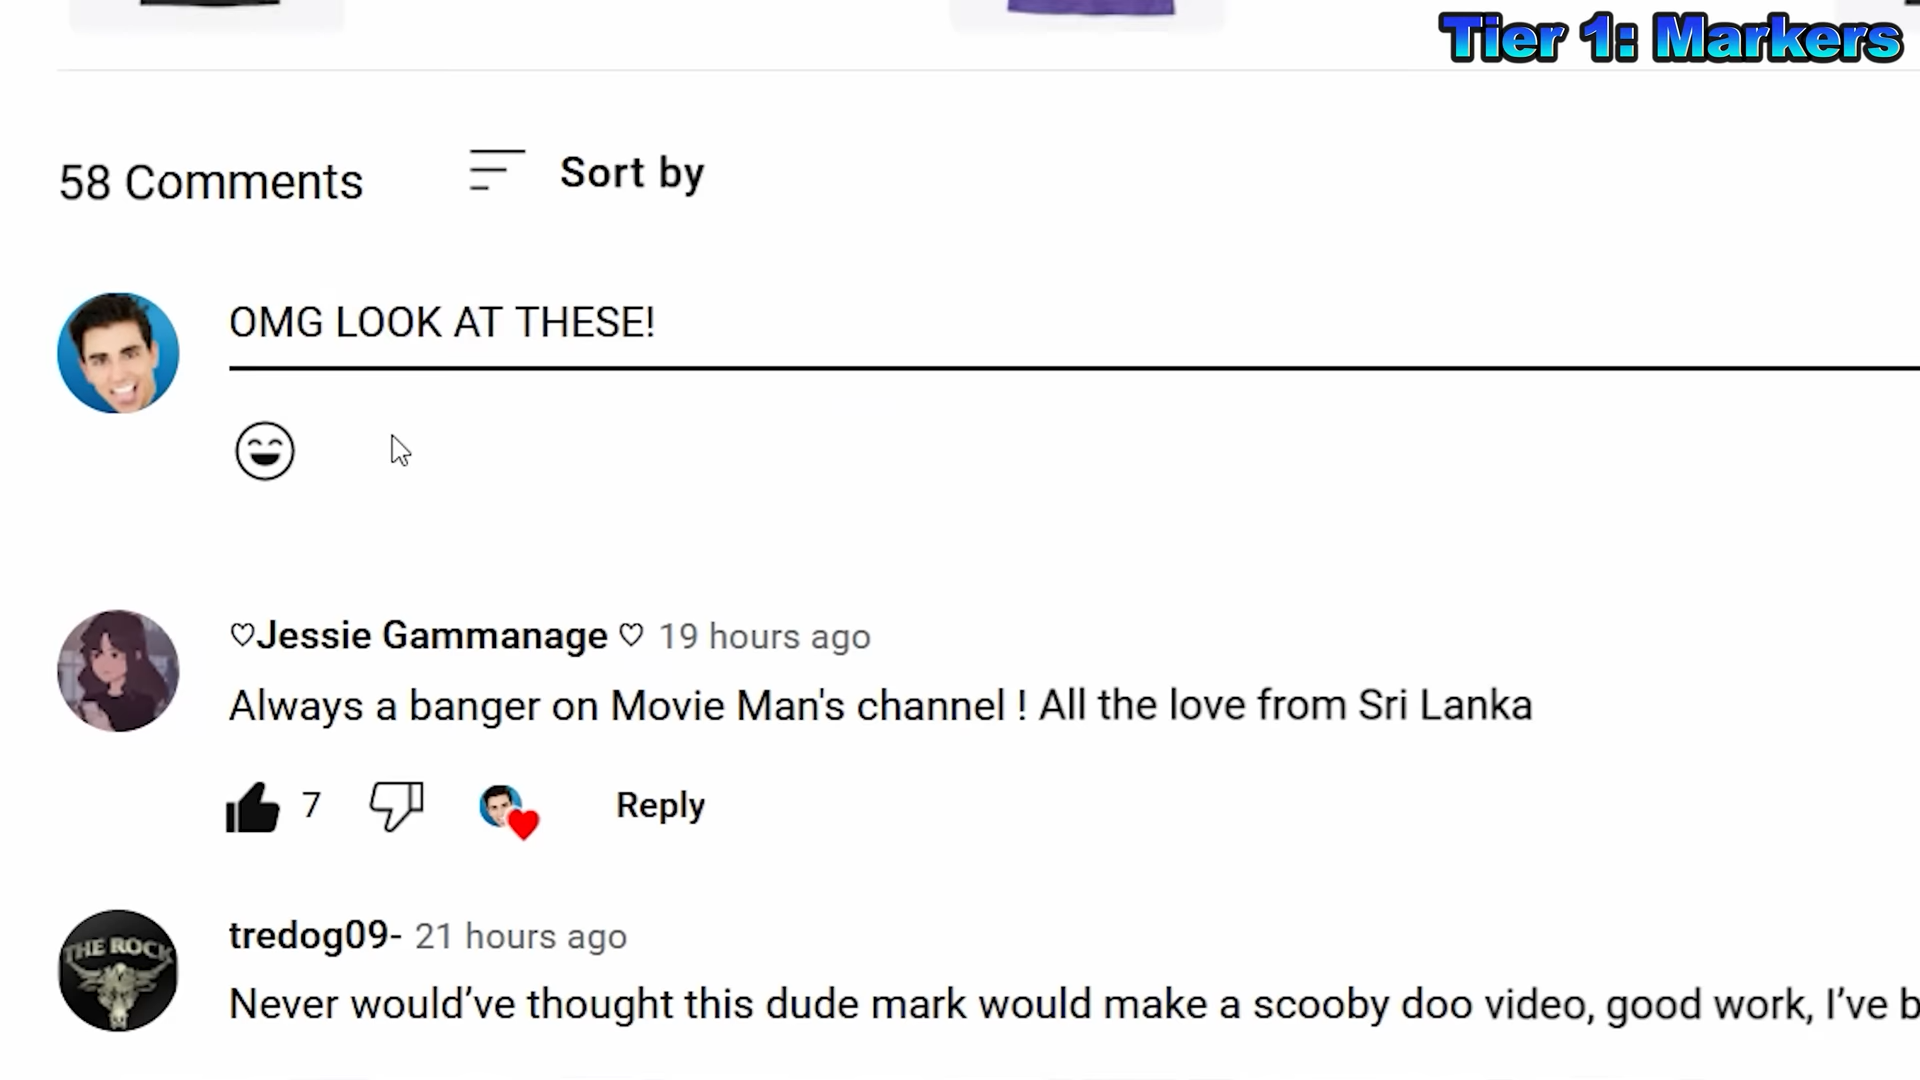 Tier 1: Markers
58 Comments
Sort by
OMG LOOK AT THESE!
♡Jessie Gammanage ♡ 19 hours ago
Always a banger on Movie Man's channel ! All the love from Sri Lanka
7
Reply
THE ROCK
tredog09- 21 hours ago
Never would’ve thought this dude mark would make a scooby doo video, good work, I’ve b